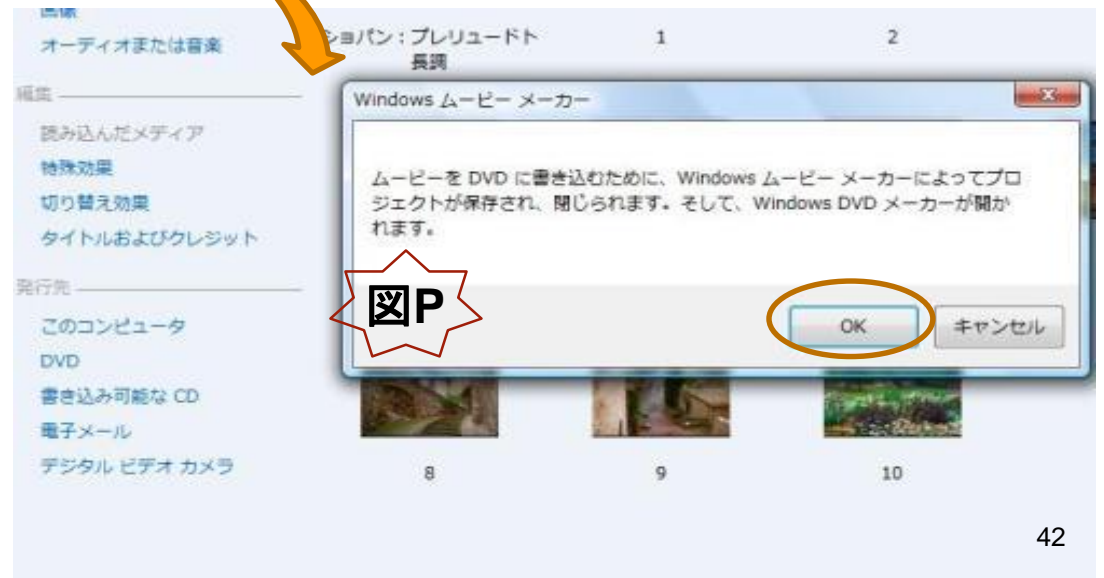 画像
オーディオまたは音楽
ショパン：プレリュードト
長調
1
2
編集
読み込んだメディア
特殊効果
切り替え効果
タイトルおよびクレジット
発行先
このコンピュータ
DVD
書き込み可能な CD
電子メール
デジタル ビデオ カメラ
Windows ムービー メーカー
ムービーを DVD に書き込むために、Windows ムービー メーカーによってプロ
ジェクトが保存され、閉じられます。そして、Windows DVD メーカーが開か
れます。
図P
OK
キャンセル
8
9
10
42